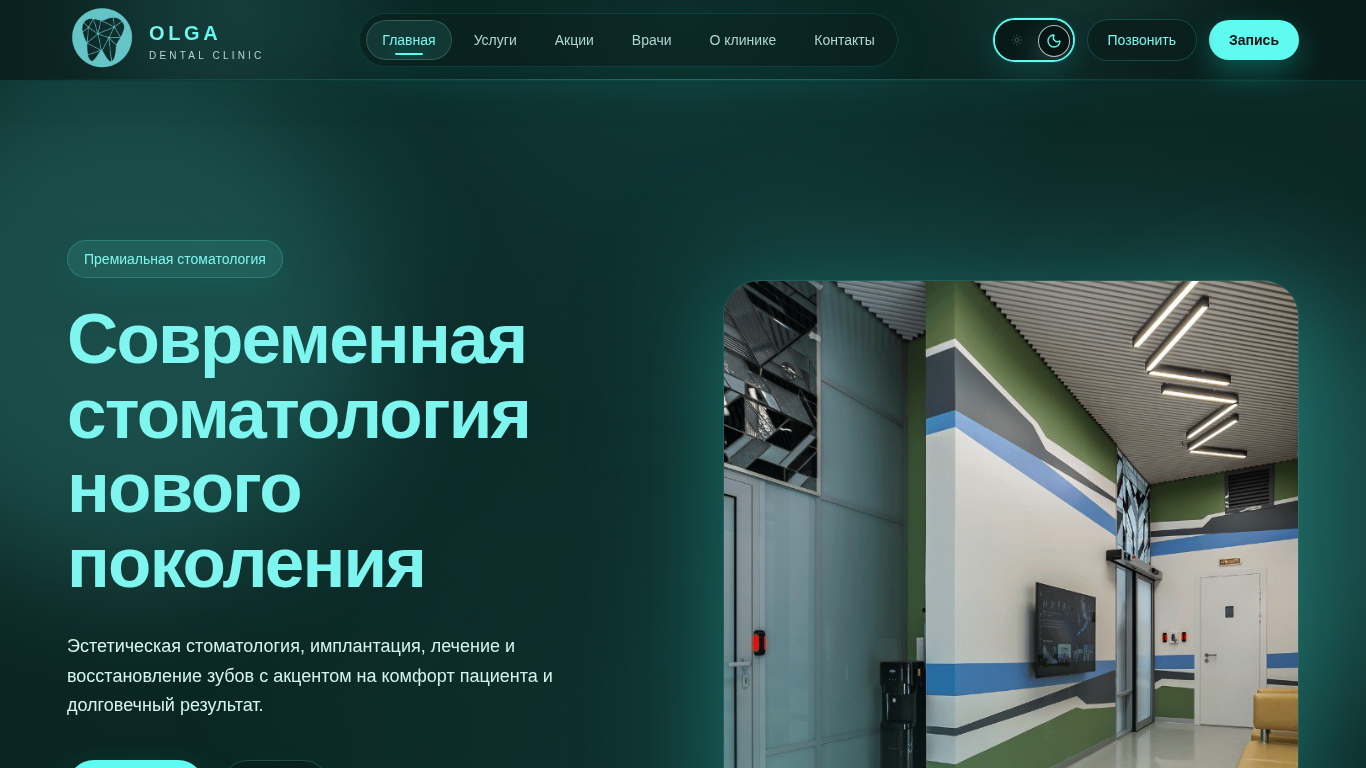 OLGA
DENTAL CLINIC
Главная
Услуги
Акции
Врачи
О клинике
Контакты
Позвонить
Запись
Премиальная стоматология
Современная
стоматология
нового
поколения
Эстетическая стоматология, имплантация, лечение и
восстановление зубов с акцентом на комфорт пациента и
долговечный результат.